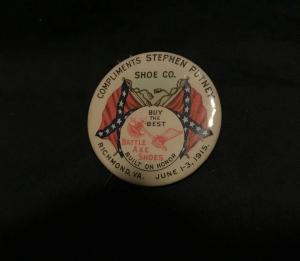 COMPLIMENTS STEPHEN PUTNEY
SHOE CO.
BUY
THE
BEST
BATTLE
AXE
SHOES
BUILT ON HONOR
RICHMOND, VA. JUNE 1-3, 1915.